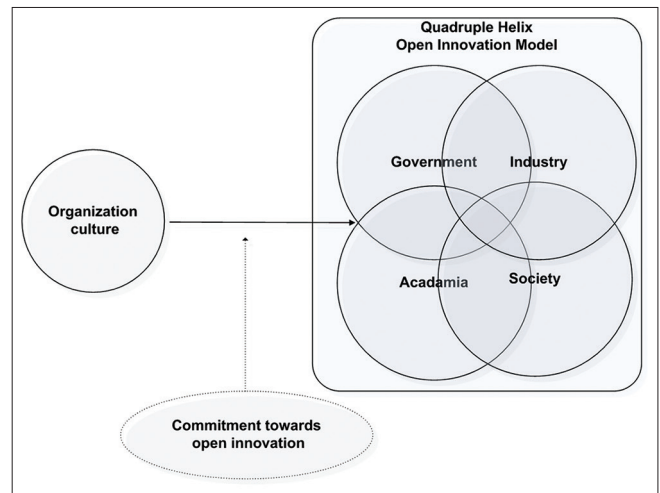 Quadruple Helix
Open Innovation Model
Government
Industry
Organization
culture
Acadamia
Society
Commitment towards
open innovation